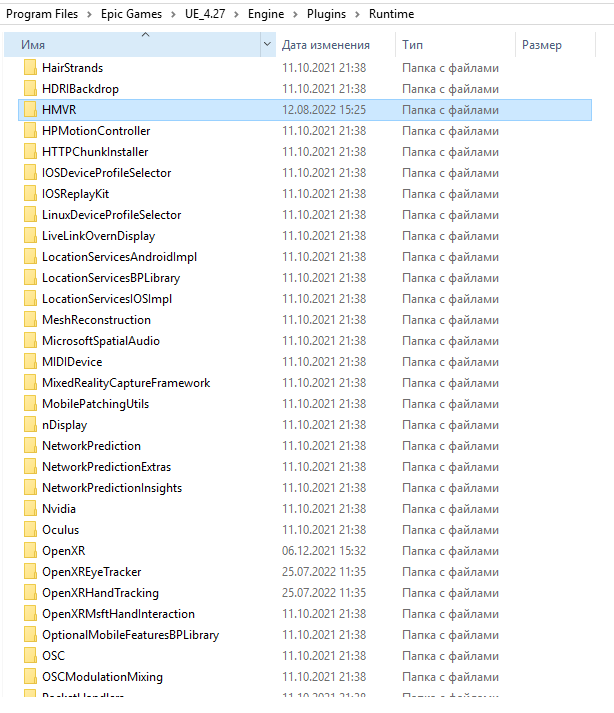 Program Files > Epic Games > UE_4.27 > Engine > Plugins > Runtime
Имя Дата изменения Тип Размер
HairStrands 11.10.2021 21:38 Папка с файлами
HDRIBackdrop 11.10.2021 21:38 Папка с файлами
HMVR 12.08.2022 15:25 Папка с файлами
HPMotionController 11.10.2021 21:38 Папка с файлами
HTTPChunkInstaller 11.10.2021 21:38 Папка с файлами
IOSDeviceProfileSelector 11.10.2021 21:38 Папка с файлами
IOSReplayKit 11.10.2021 21:38 Папка с файлами
LinuxDeviceProfileSelector 11.10.2021 21:38 Папка с файлами
LiveLinkOvernDisplay 11.10.2021 21:38 Папка с файлами
LocationServicesAndroidImpl 11.10.2021 21:38 Папка с файлами
LocationServicesBPLibrary 11.10.2021 21:38 Папка с файлами
LocationServicesIOSImpl 11.10.2021 21:38 Папка с файлами
MeshReconstruction 11.10.2021 21:38 Папка с файлами
MicrosoftSpatialAudio 11.10.2021 21:38 Папка с файлами
MIDIDevice 11.10.2021 21:38 Папка с файлами
MixedRealityCaptureFramework 11.10.2021 21:38 Папка с файлами
MobilePatchingUtils 11.10.2021 21:38 Папка с файлами
nDisplay 11.10.2021 21:38 Папка с файлами
NetworkPrediction 11.10.2021 21:38 Папка с файлами
NetworkPredictionExtras 11.10.2021 21:38 Папка с файлами
NetworkPredictionInsights 11.10.2021 21:38 Папка с файлами
Nvidia 11.10.2021 21:38 Папка с файлами
Oculus 11.10.2021 21:38 Папка с файлами
OpenXR 06.12.2021 15:32 Папка с файлами
OpenXREyeTracker 25.07.2022 11:35 Папка с файлами
OpenXRHandTracking 25.07.2022 11:35 Папка с файлами
OpenXRMsftHandInteraction 11.10.2021 21:38 Папка с файлами
OptionalMobileFeaturesBPLibrary 11.10.2021 21:38 Папка с файлами
OSC 11.10.2021 21:38 Папка с файлами
OSCModulationMixing 11.10.2021 21:38 Папка с файлами